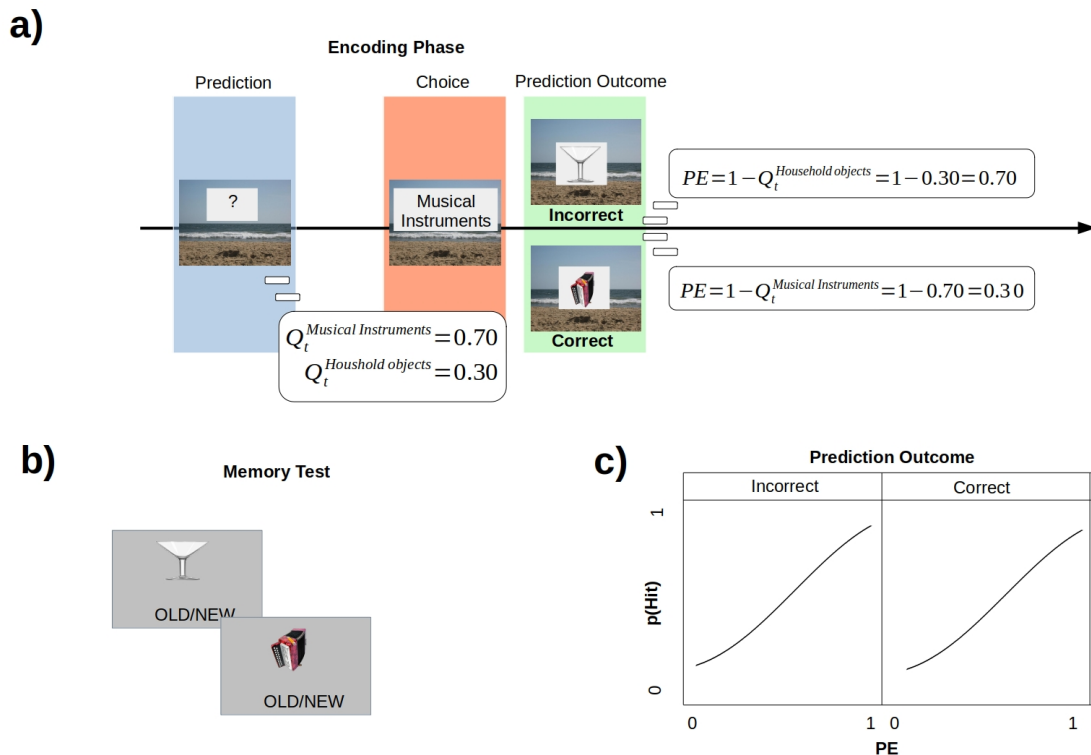 a)
Encoding Phase
Prediction
Choice
Prediction Outcome
?
Musical
Instruments
Incorrect
Correct
PE=1−Q_t^{Household objects}=1−0.30=0.70
PE=1−Q_t^{Musical Instruments}=1−0.70=0.30
Q_t^{Musical Instruments}=0.70
Q_t^{Houshold objects}=0.30
b)
Memory Test
OLD/NEW
OLD/NEW
c)
Prediction Outcome
Incorrect
Correct
1
p(Hit)
0
0
1
0
1
PE